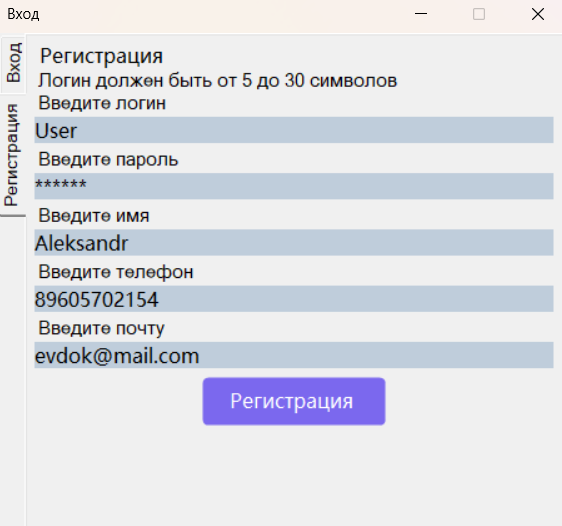 Вход
Вход
Регистрация
Регистрация
Логин должен быть от 5 до 30 символов
Введите логин
User
Введите пароль
******
Введите имя
Aleksandr
Введите телефон
89605702154
Введите почту
evdok@mail.com
Регистрация